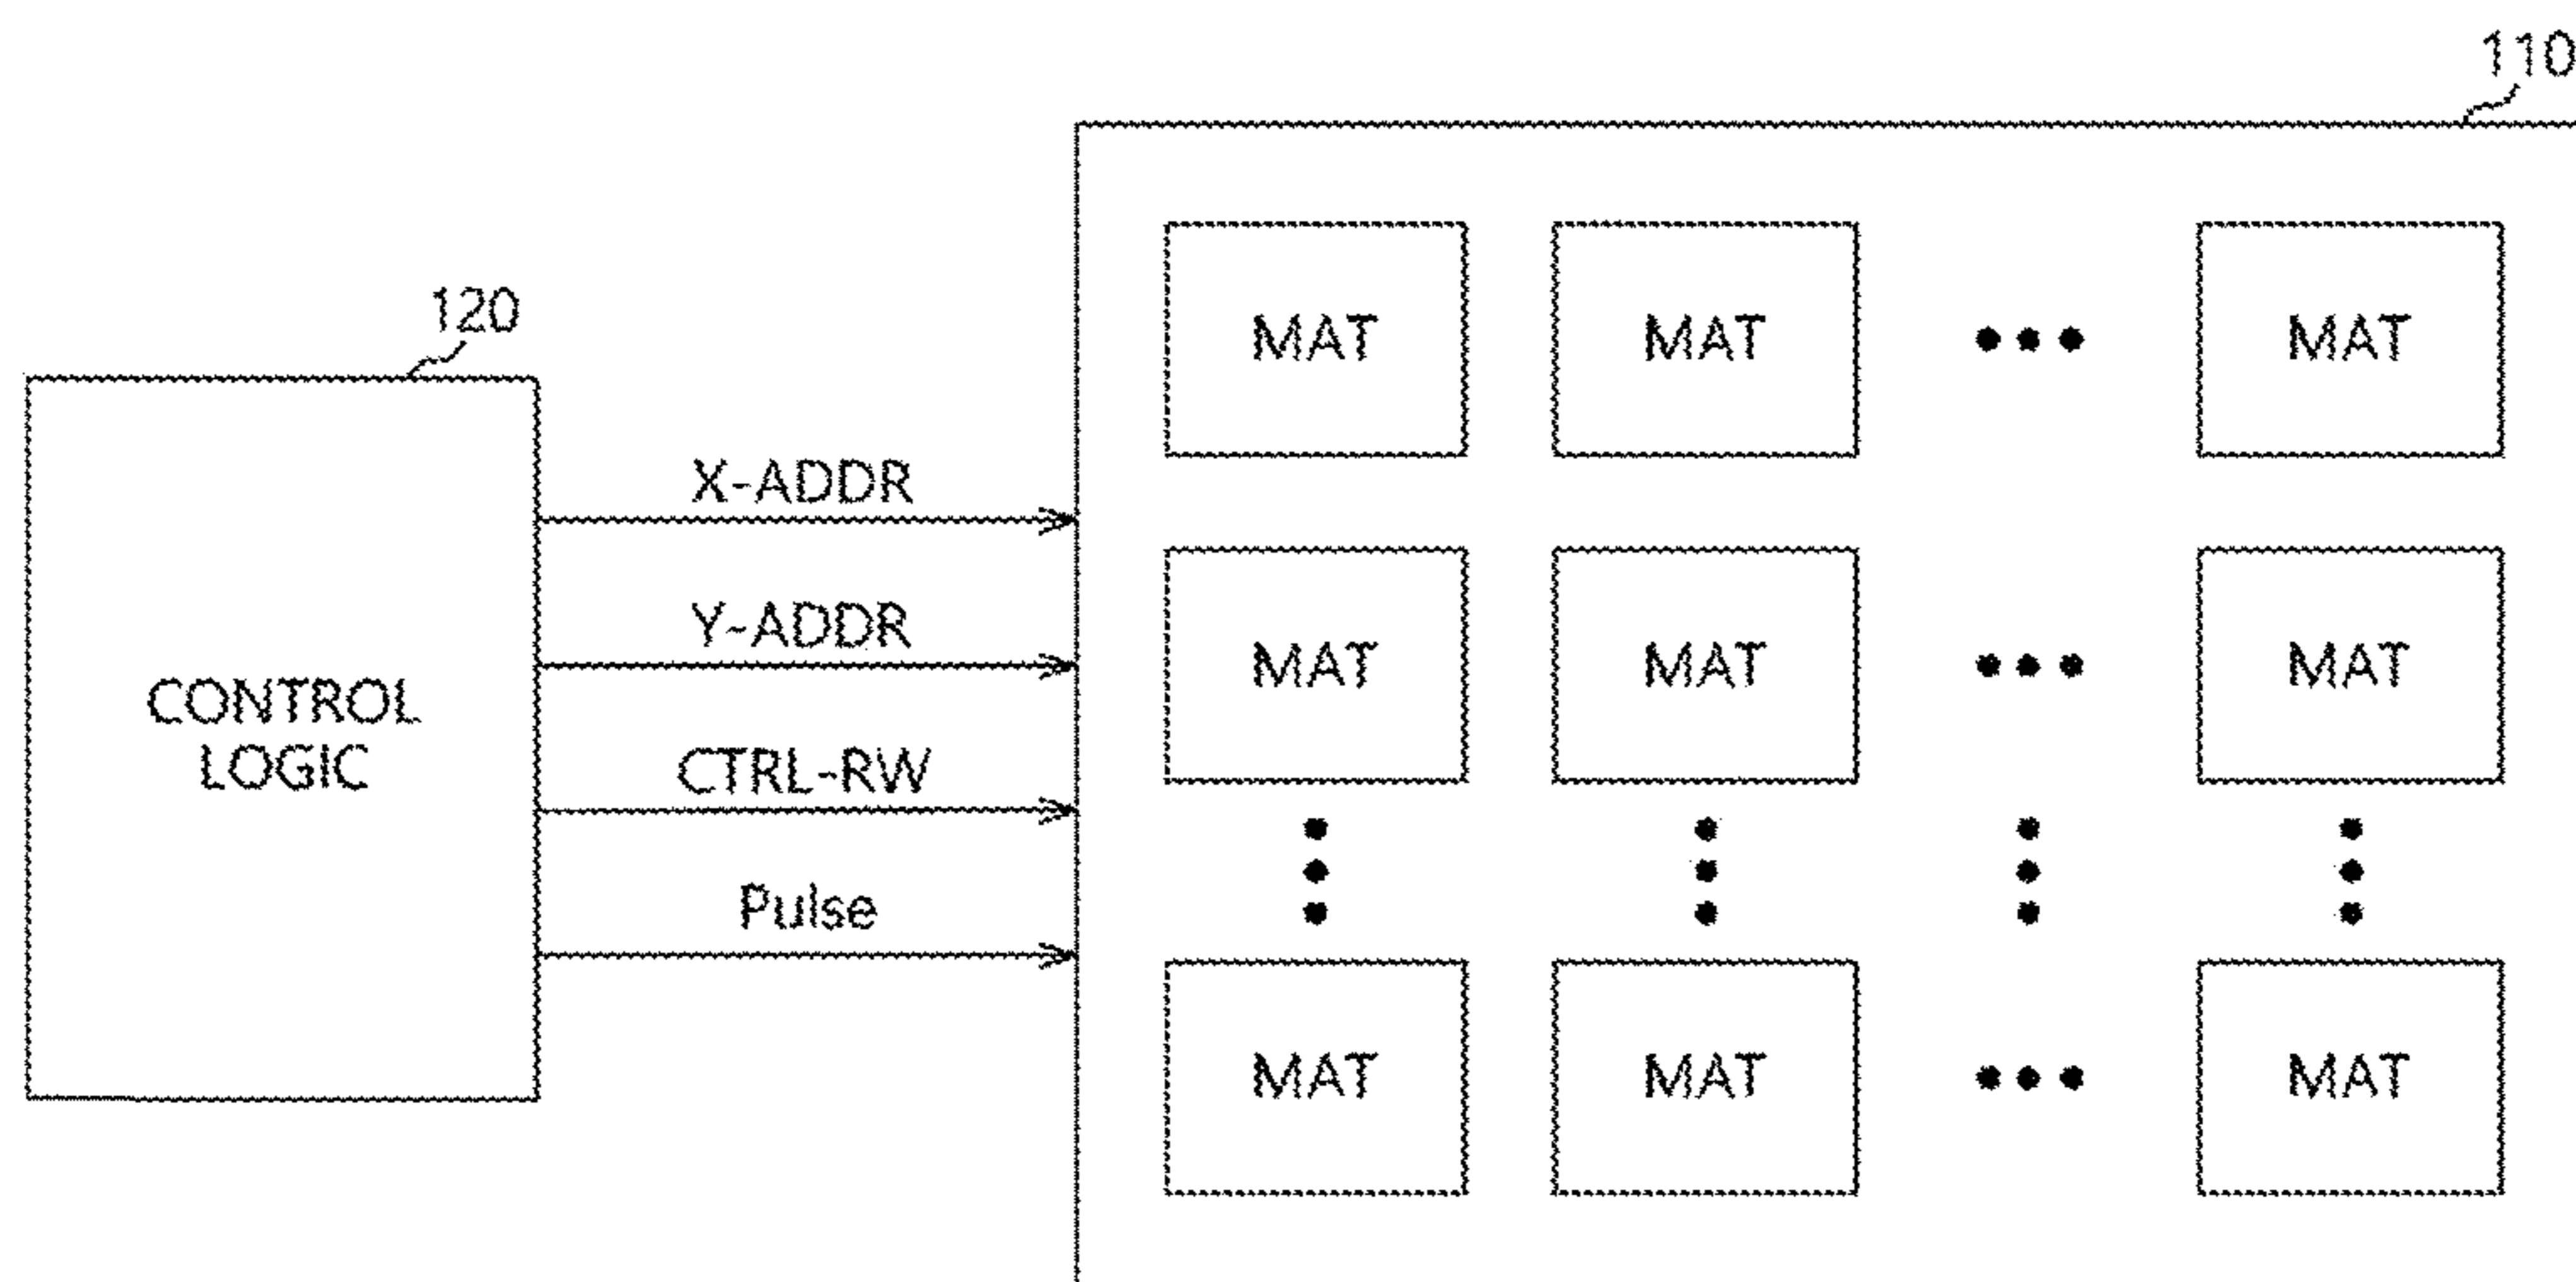 110
120
MAT MAT MAT
X-ADDR
Y-ADDR
MAT MAT MAT
CONTROL
LOGIC
CTRL-RW
Pulse
MAT MAT MAT